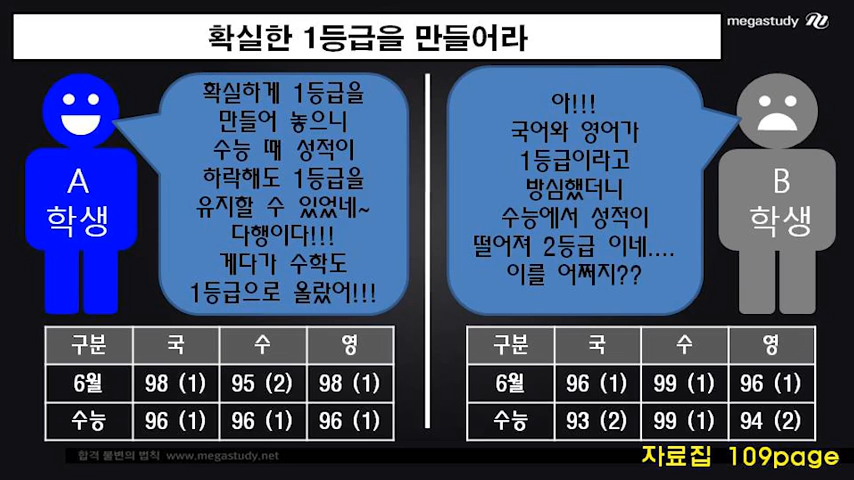 확실한 1등급을 만들어라
megastudy
확실하게 1등급을
만들어 놓으니
수능 때 성적이
하락해도 1등급을
유지할 수 있었네~
다행이다!!!
게다가 수학도
1등급으로 올랐어!!!
A
학생
아!!!
국어와 영어가
1등급이라고
방심했더니
수능에서 성적이
떨어져 2등급 이네....
이를 어쩌지??
B
학생
구분 국 수 영
6월 98 (1) 95 (2) 98 (1)
수능 96 (1) 96 (1) 96 (1)
구분 국 수 영
6월 96 (1) 99 (1) 96 (1)
수능 93 (2) 99 (1) 94 (2)
합격 불변의 법칙 www.megastudy.net
자료집 109page